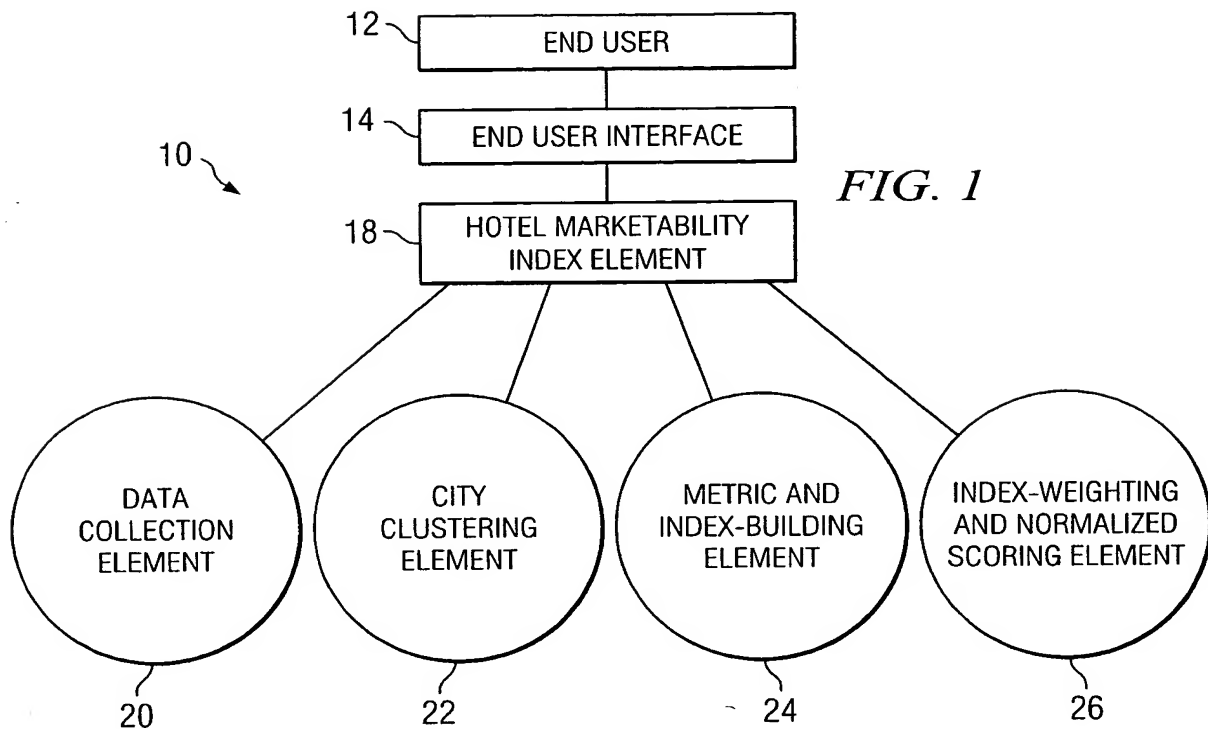 12
END USER
14
END USER INTERFACE
10
FIG. 1
18
HOTEL MARKETABILITY
INDEX ELEMENT
DATA
COLLECTION
ELEMENT
CITY
CLUSTERING
ELEMENT
METRIC AND
INDEX-BUILDING
ELEMENT
INDEX-WEIGHTING
AND NORMALIZED
SCORING ELEMENT
20
22
24
26